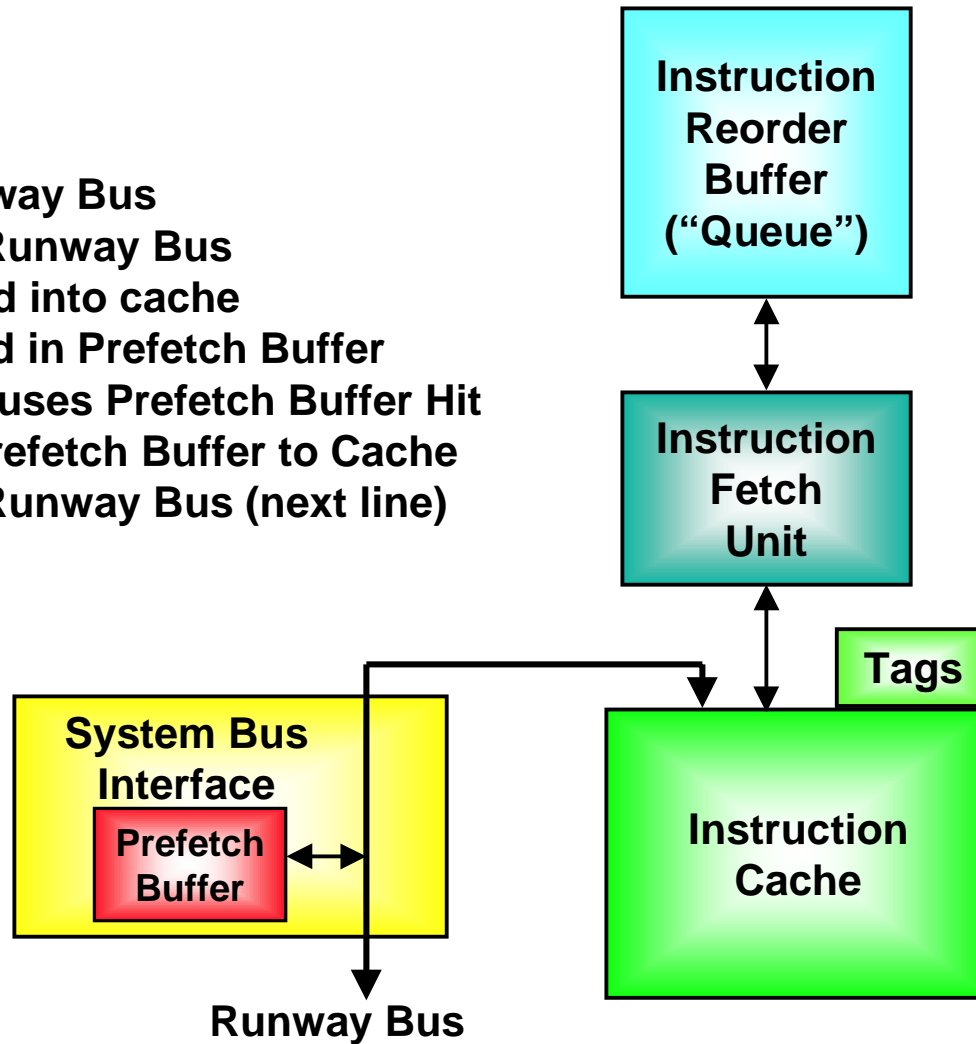 way Bus
Runway Bus
d into cache
d in Prefetch Buffer
uses Prefetch Buffer Hit
refetch Buffer to Cache
Runway Bus (next line)
Instruction
Reorder
Buffer
(“Queue”)
Instruction
Fetch
Unit
Tags
System Bus
Interface
Prefetch
Buffer
Instruction
Cache
Runway Bus